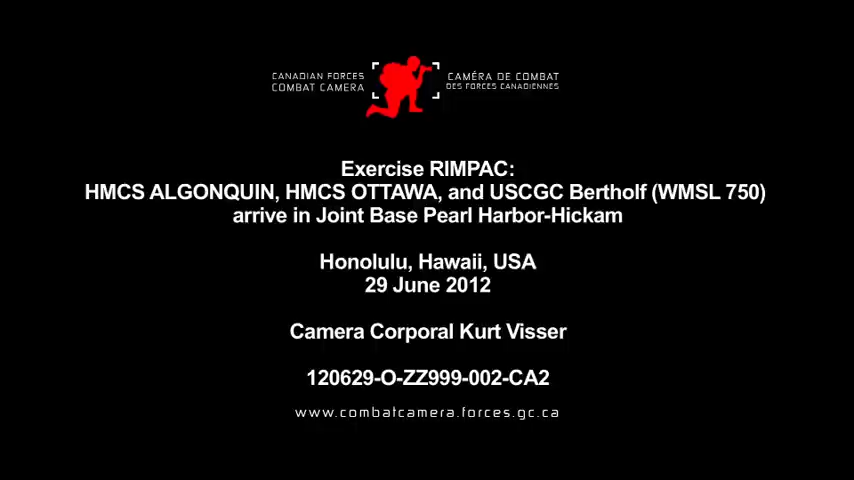 CANADIAN FORCES
COMBAT CAMERA
CAMÉRA DE COMBAT
DES FORCES CANADIENNES
Exercise RIMPAC:
HMCS ALGONQUIN, HMCS OTTAWA, and USCGC Bertholf (WMSL 750)
arrive in Joint Base Pearl Harbor-Hickam
Honolulu, Hawaii, USA
29 June 2012
Camera Corporal Kurt Visser
120629-O-ZZ999-002-CA2
www.combatcamera.forces.gc.ca